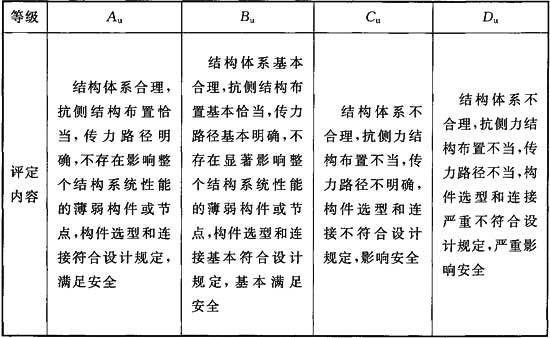 等级 Au Bu Cu Du
评定
内容
结构体系合理,
抗侧结构布置恰
当,传力路径明
确,不存在影响整
个结构系统性能
的薄弱构件或节
点,构件选型和连
接符合设计规定,
满足安全
结构体系基本
合理,抗侧结构布
置基本恰当,传力
路径基本明确,不
存在显著影响整
个结构系统性能
的薄弱构件或节
点,构件选型和连
接基本符合设计
规定,基本满足
安全
结构体系不
合理,抗侧力结
构布置不当,传
力路径不明确,
构件选型和连
接不符合设计
规定,影响安全
结构体系不
合理,抗侧力结
构布置不当,传
力路径不当,构
件选型和连接
严重不符合设
计规定,严重影
响安全